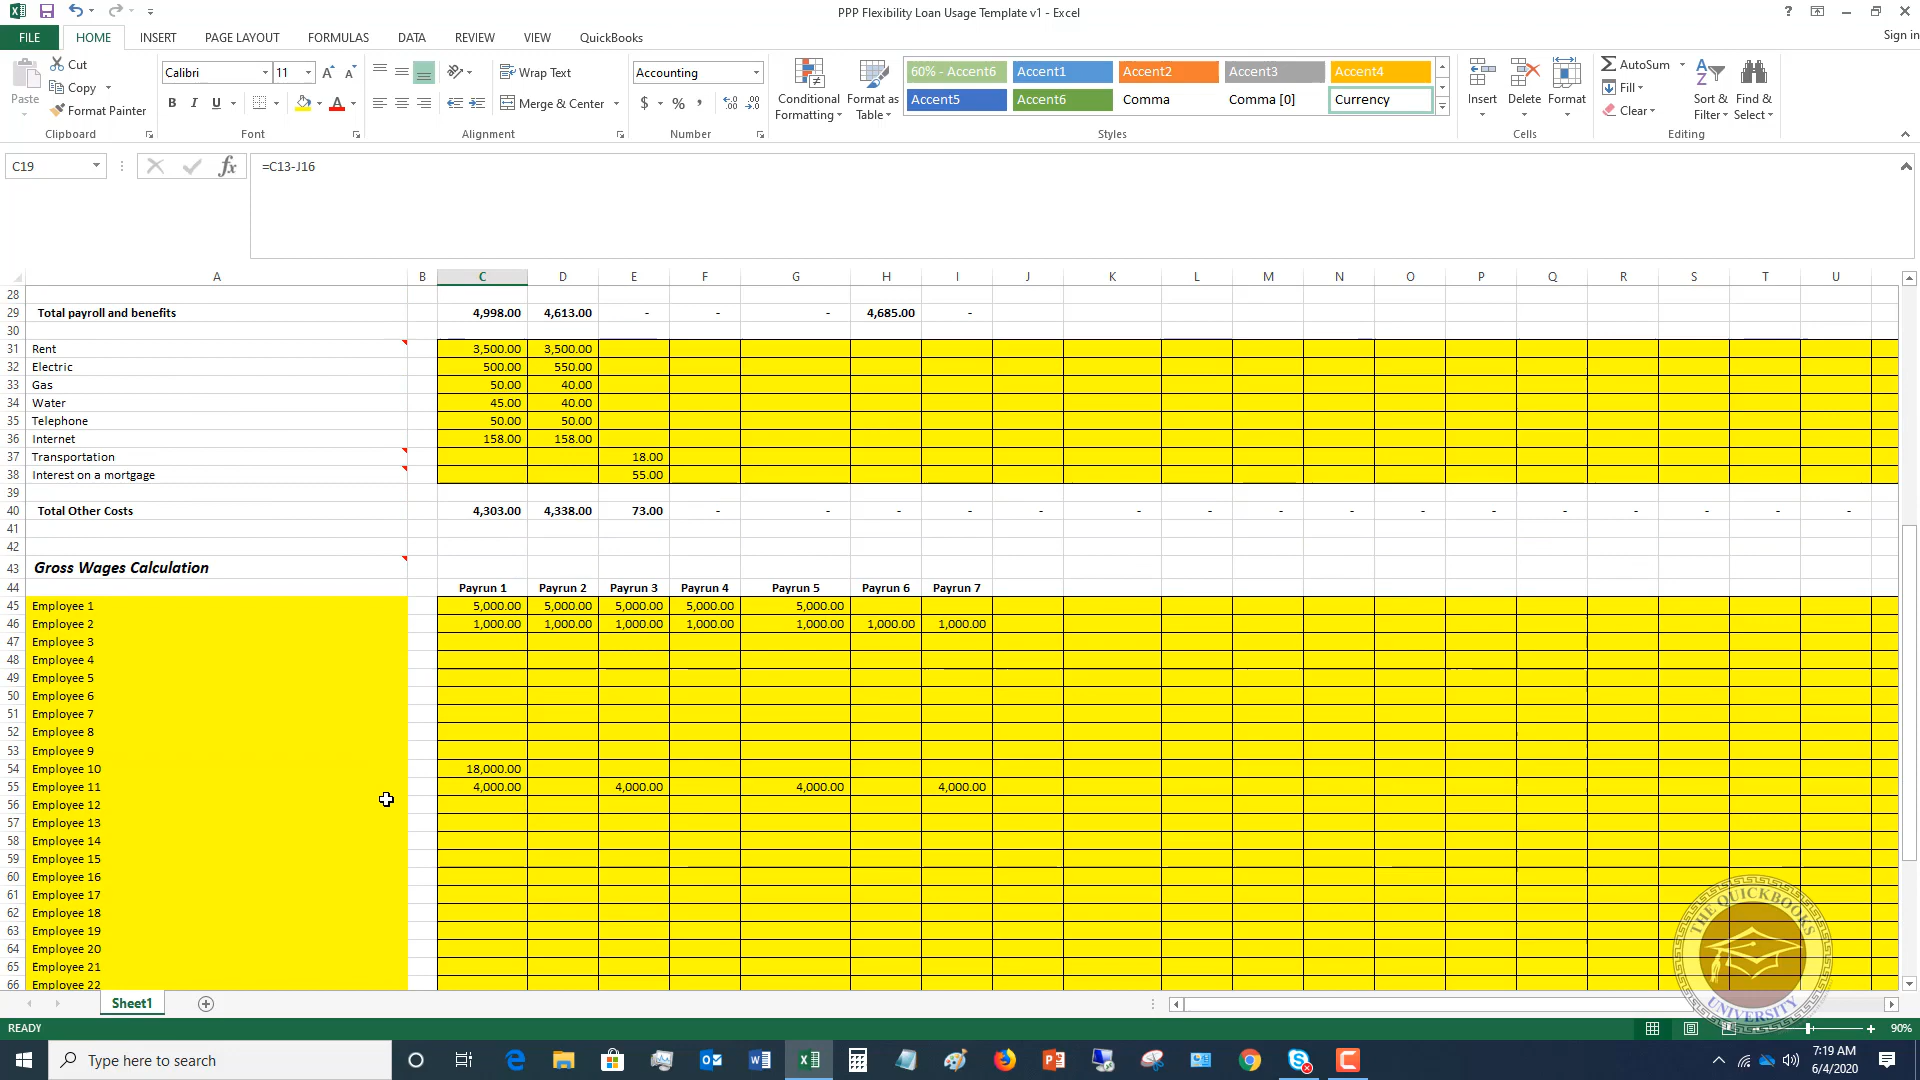 PPP Flexibility Loan Usage Template v1 - Excel
Sign in
FILE HOME INSERT PAGE LAYOUT FORMULAS DATA REVIEW VIEW QuickBooks
Paste Cut Copy Format Painter Clipboard
Calibri 11 B I U Font
Wrap Text Merge & Center Alignment
Accounting $ % , Number
Conditional Formatting Format as Table
60% - Accent6 Accent1 Accent2 Accent3 Accent4
Accent5 Accent6 Comma Comma [0] Currency
Styles
Insert Delete Format Cells
AutoSum Fill Clear Sort & Filter Find & Select Editing
C19 fx =C13-J16
A B C D E F G H I J K L M N O P Q R S T U
28
29 Total payroll and benefits 4,998.00 4,613.00 - - - 4,685.00 -
30
31 Rent 3,500.00 3,500.00
32 Electric 500.00 550.00
33 Gas 50.00 40.00
34 Water 45.00 40.00
35 Telephone 50.00 50.00
36 Internet 158.00 158.00
37 Transportation 18.00
38 Interest on a mortgage 55.00
39
40 Total Other Costs 4,303.00 4,338.00 73.00 - - - - - - - - - - - - - - - -
41
42
43 Gross Wages Calculation
44 Payrun 1 Payrun 2 Payrun 3 Payrun 4 Payrun 5 Payrun 6 Payrun 7
45 Employee 1 5,000.00 5,000.00 5,000.00 5,000.00 5,000.00
46 Employee 2 1,000.00 1,000.00 1,000.00 1,000.00 1,000.00 1,000.00 1,000.00
47 Employee 3
48 Employee 4
49 Employee 5
50 Employee 6
51 Employee 7
52 Employee 8
53 Employee 9
54 Employee 10 18,000.00
55 Employee 11 4,000.00 4,000.00 4,000.00 4,000.00
56 Employee 12
57 Employee 13
58 Employee 14
59 Employee 15
60 Employee 16
61 Employee 17
62 Employee 18
63 Employee 19
64 Employee 20
65 Employee 21
66 Employee 22
THE QUICKBOOKS UNIVERSITY
Sheet1
READY 90%
Type here to search
7:19 AM
6/4/2020